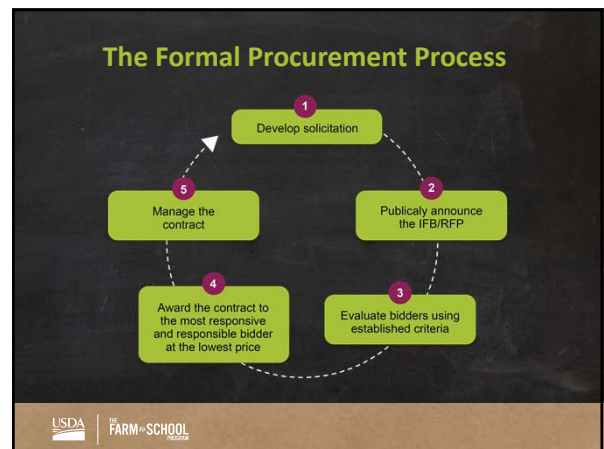 The Formal Procurement Process
1
Develop solicitation
2
Publicaly announce
the IFB/RFP
3
Evaluate bidders using
established criteria
4
Award the contract to
the most responsive
and responsible bidder
at the lowest price
5
Manage the
contract
USDA
THE
FARM to SCHOOL
PROGRAM